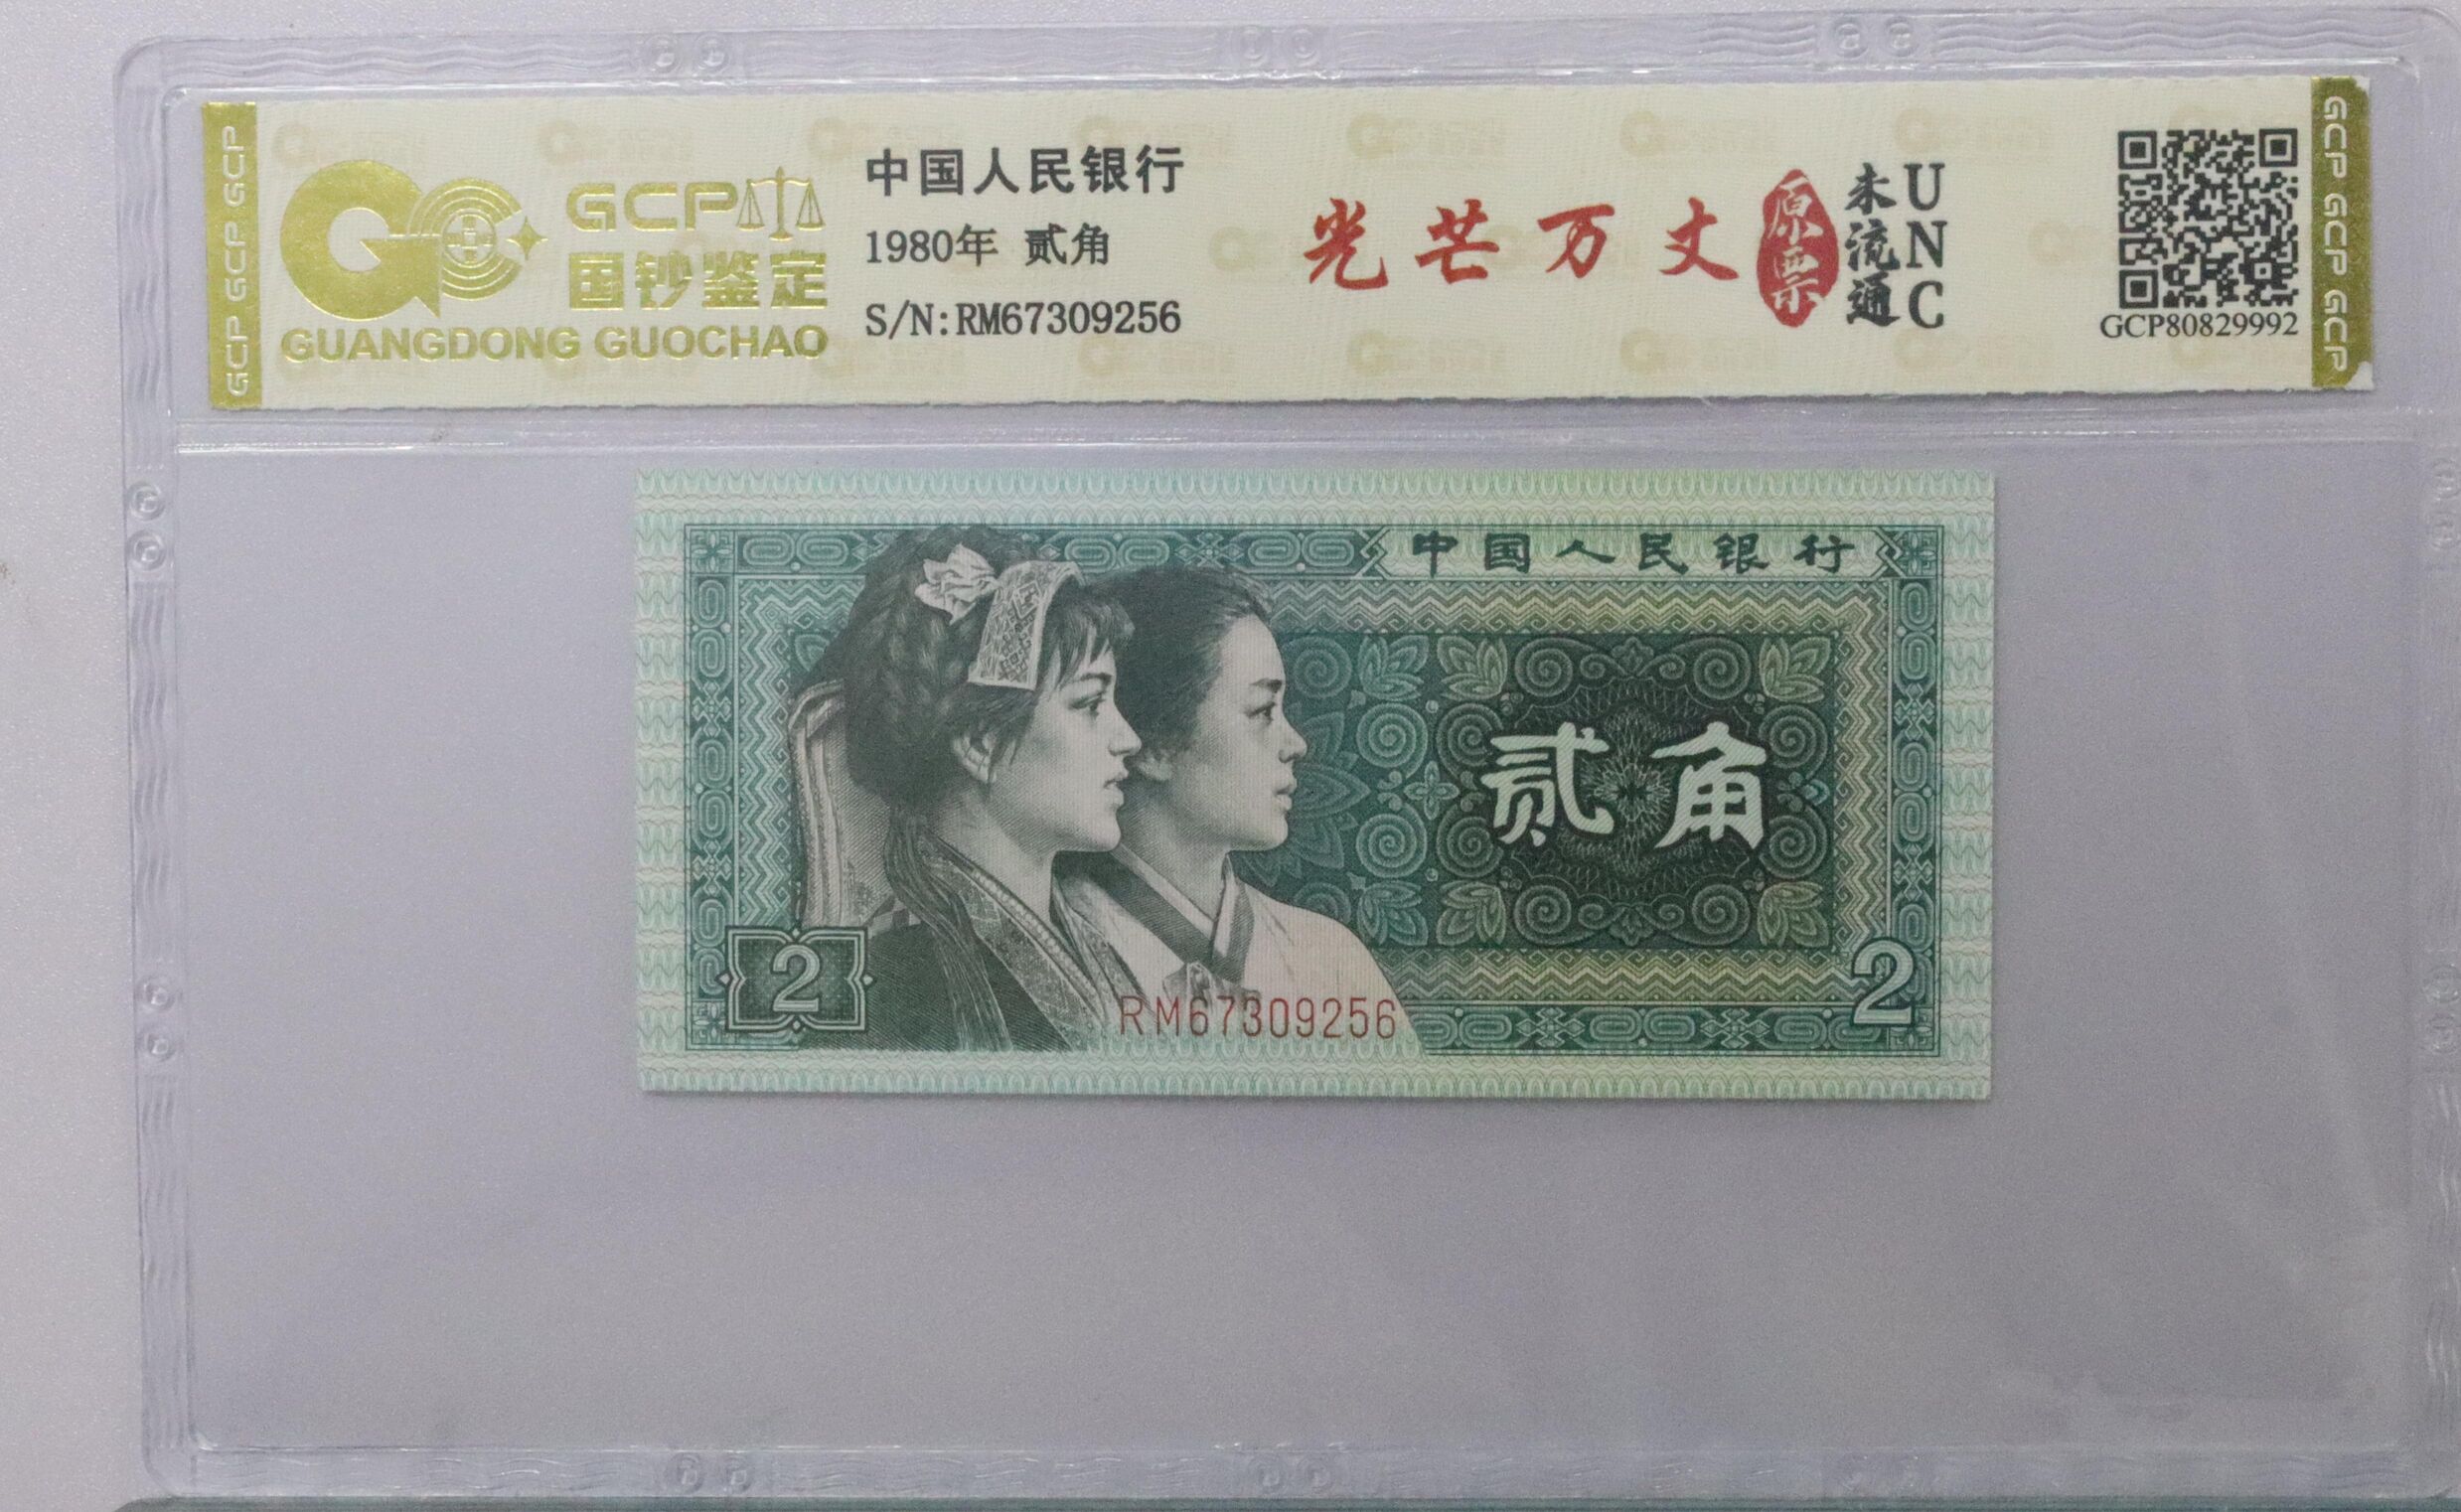 GCP GCP GCP
GCP
国钞鉴定
GUANGDONG GUOCHAO
中国人民银行
1980年 贰角
S/N:RM67309256
光芒万丈
原票
未流通
UNC
GCP80829992
GCP GCP GCP
中国人民银行
贰角
2
2
RM67309256